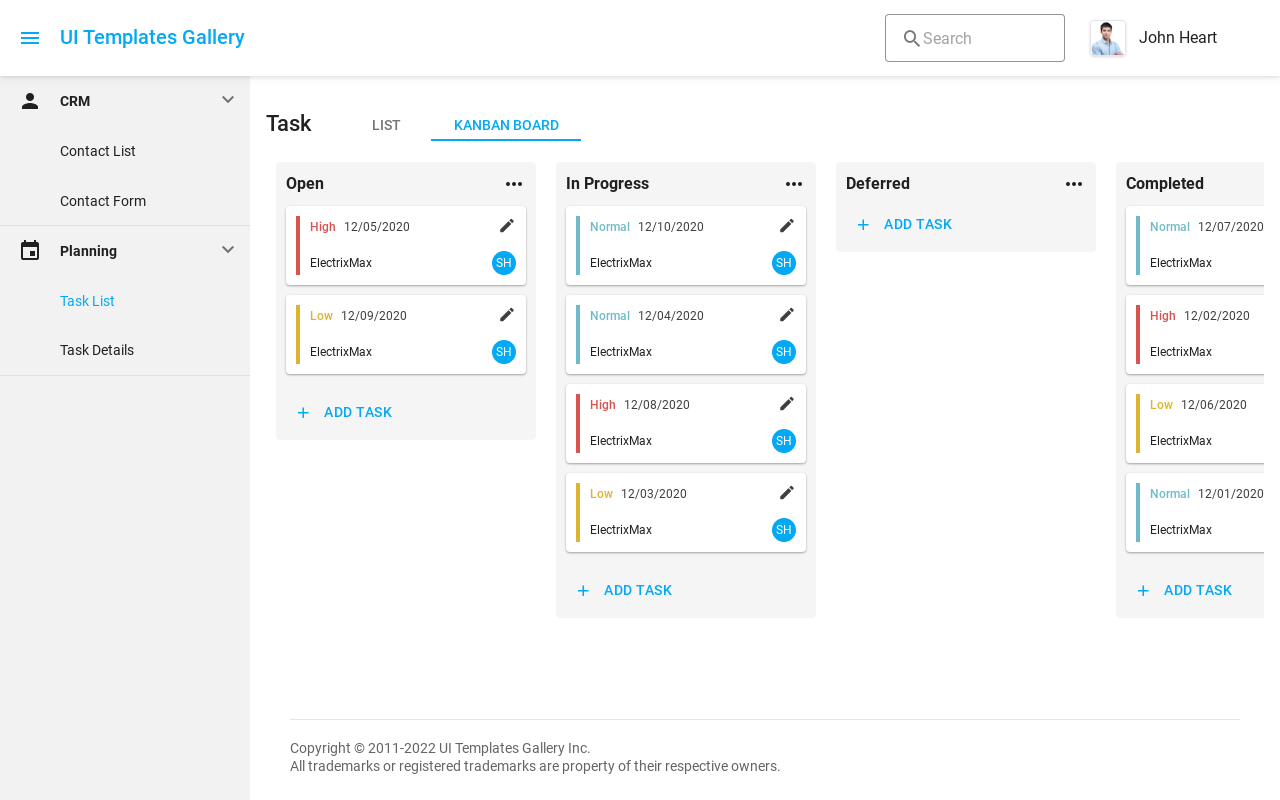 UI Templates Gallery
Search
John Heart
CRM
Contact List
Contact Form
Planning
Task List
Task Details
Task
LIST
KANBAN BOARD
Open
High 12/05/2020
ElectrixMax
SH
Low 12/09/2020
ElectrixMax
SH
ADD TASK
In Progress
Normal 12/10/2020
ElectrixMax
SH
Normal 12/04/2020
ElectrixMax
SH
High 12/08/2020
ElectrixMax
SH
Low 12/03/2020
ElectrixMax
SH
ADD TASK
Deferred
ADD TASK
Completed
Normal 12/07/2020
ElectrixMax
High 12/02/2020
ElectrixMax
Low 12/06/2020
ElectrixMax
Normal 12/01/2020
ElectrixMax
ADD TASK
Copyright © 2011-2022 UI Templates Gallery Inc.
All trademarks or registered trademarks are property of their respective owners.